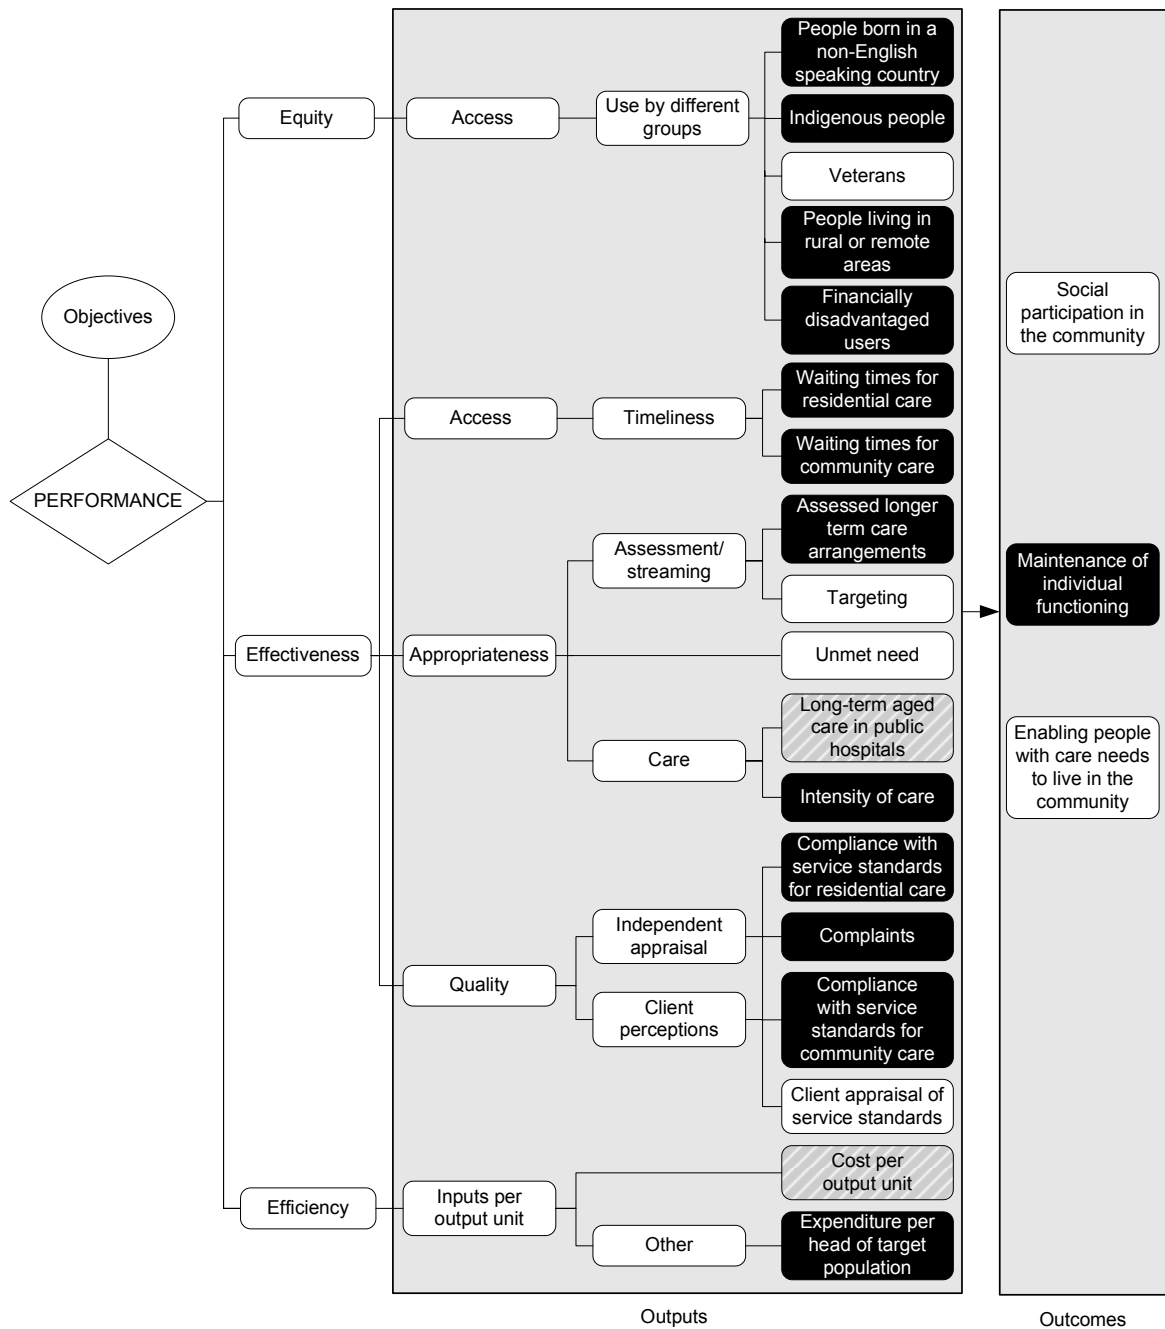 Objectives
PERFORMANCE
Equity
Access
Use by different
groups
People born in a
non-English
speaking country
Indigenous people
Veterans
People living in
rural or remote
areas
Financially
disadvantaged
users
Effectiveness
Access
Timeliness
Waiting times for
residential care
Waiting times for
community care
Appropriateness
Assessment/
streaming
Assessed longer
term care
arrangements
Targeting
Unmet need
Care
Long-term aged
care in public
hospitals
Intensity of care
Quality
Independent
appraisal
Client
perceptions
Compliance with
service standards
for residential care
Complaints
Compliance
with service
standards for
community care
Client appraisal of
service standards
Efficiency
Inputs per
output unit
Cost per
output unit
Other
Expenditure per
head of target
population
Outputs
Social
participation in
the community
Maintenance of
individual
functioning
Enabling people
with care needs
to live in the
community
Outcomes